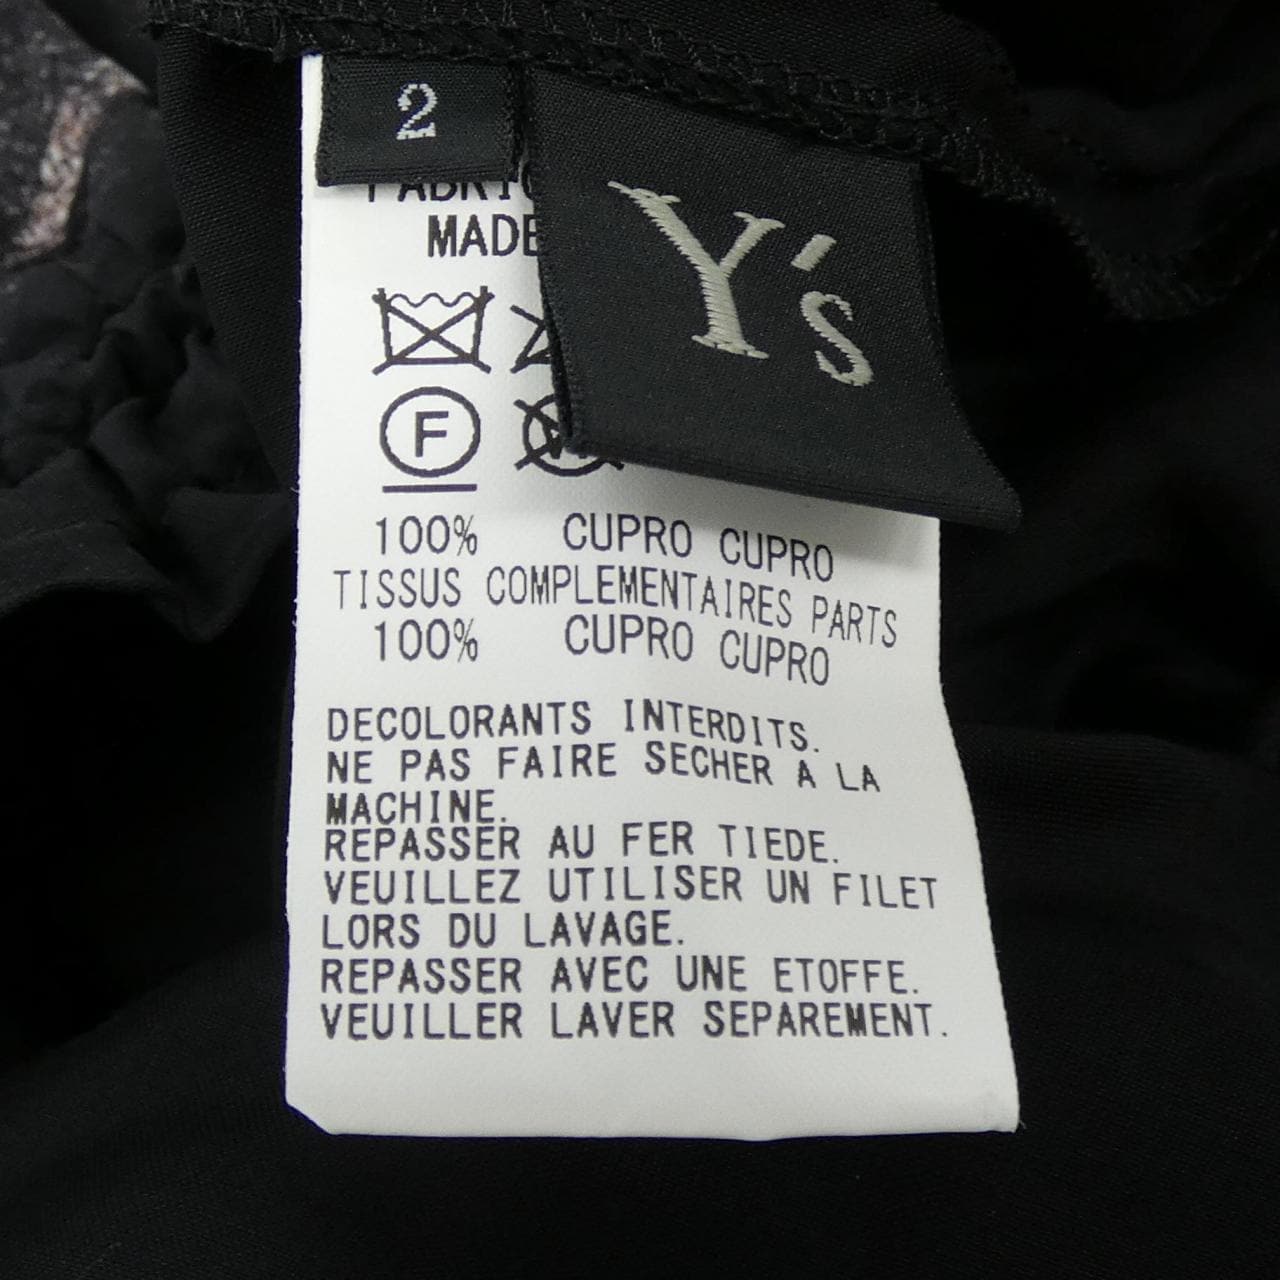 2
Y's
MADE
F
100% CUPRO CUPRO
TISSUS COMPLEMENTAIRES PARTS
100% CUPRO CUPRO
DECOLORANTS INTERDITS.
NE PAS FAIRE SECHER A LA
MACHINE.
REPASSER AU FER TIEDE.
VEUILLEZ UTILISER UN FILET
LORS DU LAVAGE.
REPASSER AVEC UNE ETOFFE.
VEUILLER LAVER SEPAREMENT.